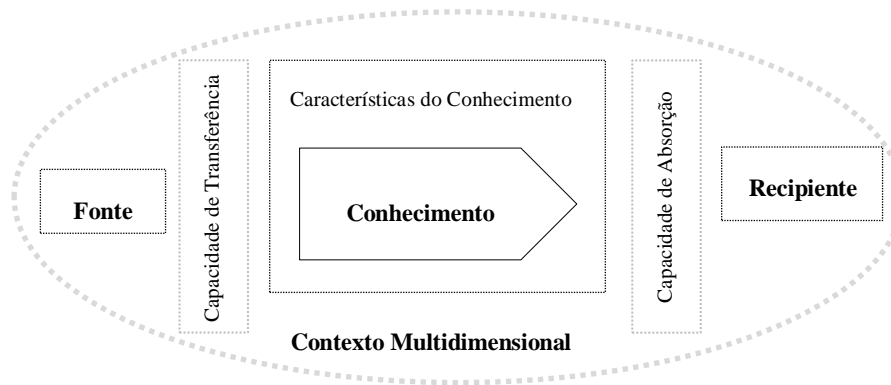 Fonte
Capacidade de Transferência
Características do Conhecimento
Conhecimento
Capacidade de Absorção
Recipiente
Contexto Multidimensional